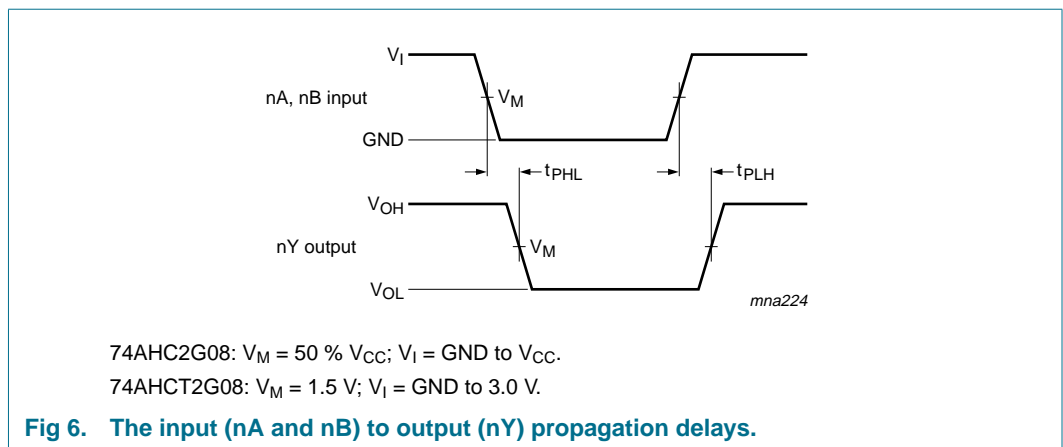 VI
nA, nB input
VM
GND
tPHL
tPLH
VOH
nY output
VM
VOL
mna224
74AHC2G08: VM = 50 % VCC; VI = GND to VCC.
74AHCT2G08: VM = 1.5 V; VI = GND to 3.0 V.
Fig 6. The input (nA and nB) to output (nY) propagation delays.